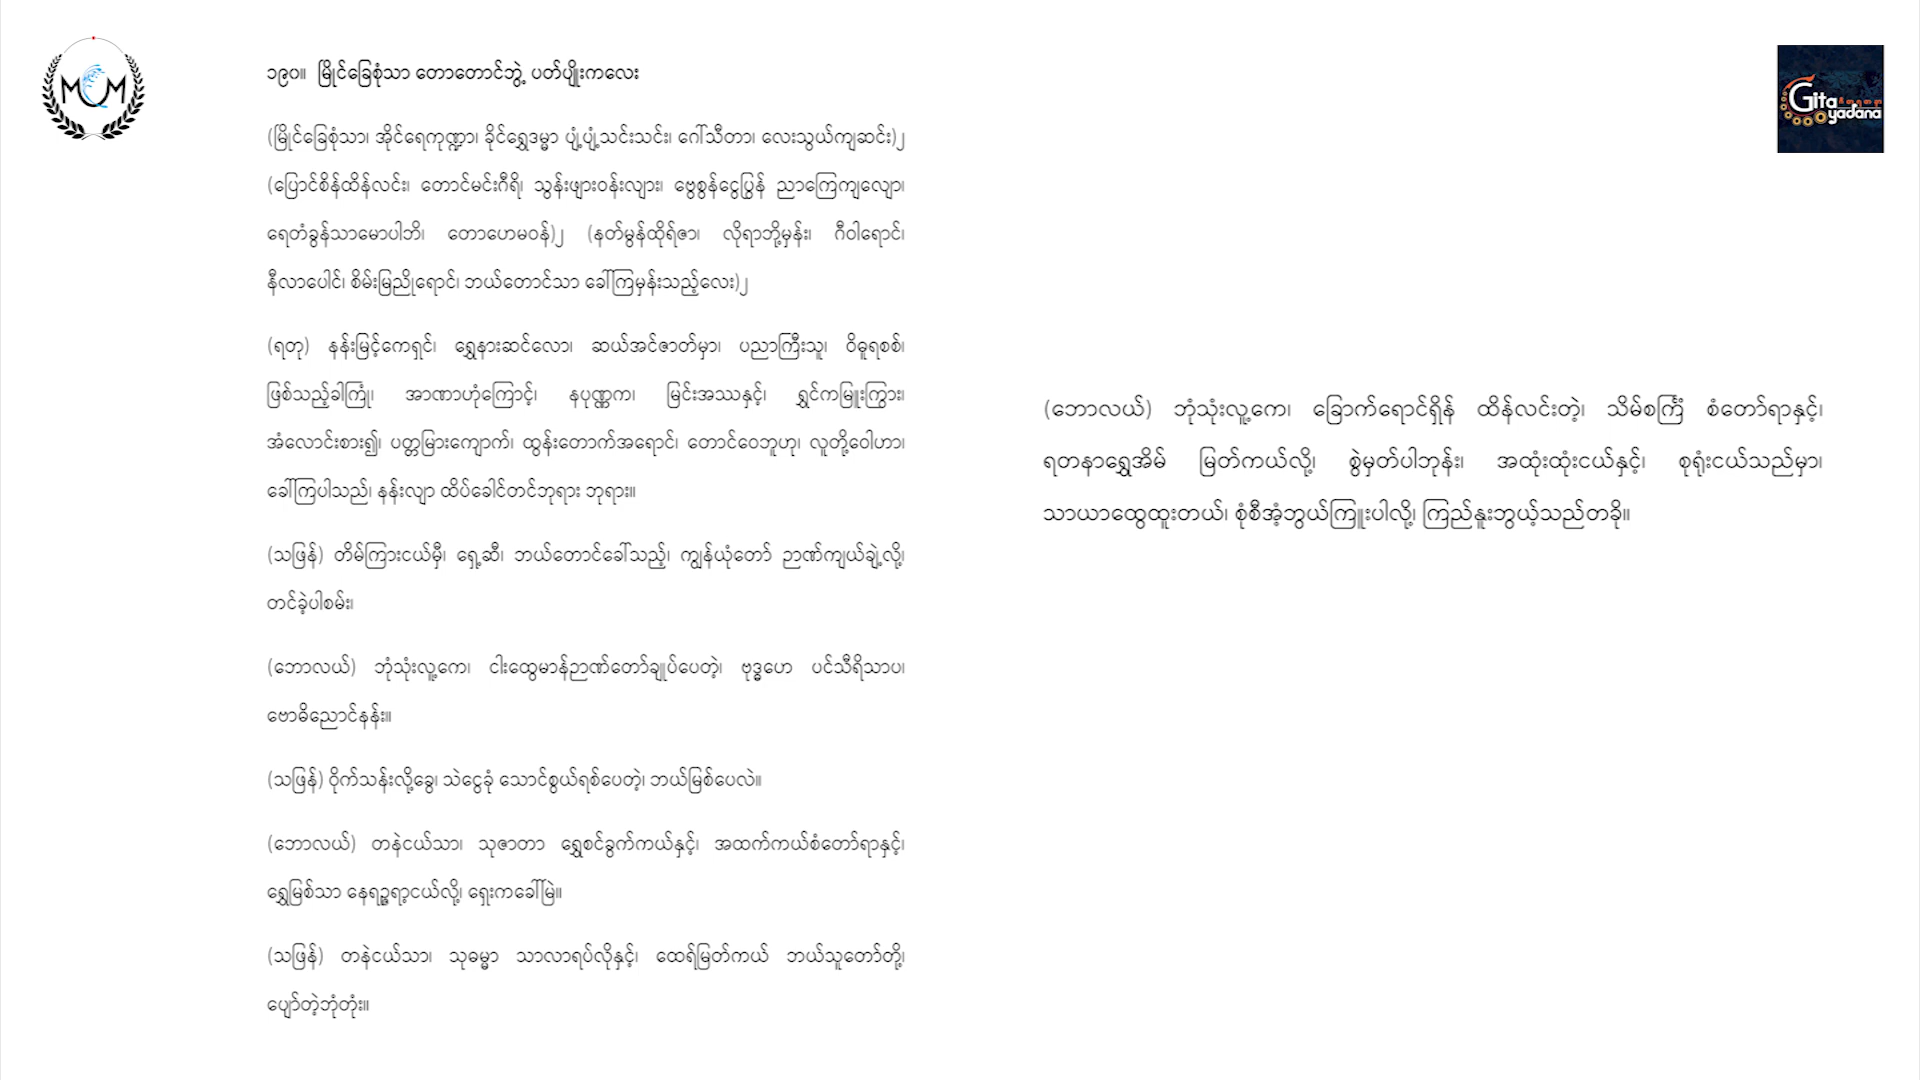 MCM
Gita
ဂီတရတနာ
yadana
၁၉၀။ မြိုင်ခြေစုံသာ တောတောင်ဘွဲ့ ပတ်ပျိုးကလေး
(မြိုင်ခြေစုံသာ၊ အိုင်ရေကုဏ္ဍာ၊ ခိုင်ရွှေဒမ္မာ ပျံ့ပျံ့သင်းသင်း၊ ဂေါ်သီတာ၊ လေးသွယ်ကျဆင်း)၂
(ပြောင်စိန်ထိန်လင်း၊ တောင်မင်းဂီရိ၊ သွန်းဖျားဝန်းလျား၊ ဗွေစွန်ငွေပြွန် ညာကြေကျလျော၊
ရေတံခွန်သာမောပါဘိ၊ တောဟေမဝန်)၂ (နတ်မွန်ထိုရ်ဇာ၊ လိုရာဘို့မှန်း၊ ဂီဝါရောင်၊
နီလာပေါင်၊ စိမ်းမြညိုရောင်၊ ဘယ်တောင်သာ ခေါ်ကြမှန်းသည့်လေး)၂
(ရတု) နန်းမြင့်ကေရှင်၊ ရွှေနားဆင်လော၊ ဆယ်အင်ဇာတ်မှာ၊ ပညာကြီးသူ၊ ဝိဓူရစစ်၊
ဖြစ်သည့်ခါကြုံ၊ အာဏာဟုံကြောင့်၊ နပုဏ္ဏက၊ မြင်းအဿနှင့်၊ ရွှင်ကမြူးကြွား၊
အံလောင်းစား၍၊ ပတ္တမြားကျောက်၊ ထွန်းတောက်အရောင်၊ တောင်ဝေဘူဟု၊ လူတို့ဝေါဟာ၊
ခေါ်ကြပါသည်၊ နန်းလျာ ထိပ်ခေါင်တင်ဘုရား ဘုရား။
(သဖြန်) တိမ်ကြားငယ်မှီ၊ ရှေ့ဆီ၊ ဘယ်တောင်ခေါ်သည့်၊ ကျွန်ယုံတော် ဉာဏ်ကျယ်ချဲ့လို့၊
တင်ခဲ့ပါစမ်း၊
(ဘောလယ်) ဘုံသုံးလူ့ကေ၊ ငါးထွေမာန်ဉာဏ်တော်ချုပ်ပေတဲ့၊ ဗုဒ္ဓဟေ ပင်သီရိသာပ၊
ဗောဓိညောင်နန်း။
(သဖြန်) ဝိုက်သန်းလို့ခွေ၊ သဲငွေခုံ သောင်စွယ်ရစ်ပေတဲ့၊ ဘယ်မြစ်ပေလဲ။
(ဘောလယ်) တနဲငယ်သာ၊ သုဇာတာ ရွှေစင်ခွက်ကယ်နှင့်၊ အထက်ကယ်စံတော်ရာနှင့်၊
ရွှေမြစ်သာ နေရဉ္ဇရာ့ငယ်လို့၊ ရှေးကခေါ်မြဲ။
(သဖြန်) တနဲငယ်သာ၊ သုဓမ္မာ သာလာရပ်လိုနှင့်၊ ထေရ်မြတ်ကယ် ဘယ်သူတော်တို့၊
ပျော်တဲ့ဘုံတုံး။
(ဘောလယ်) ဘုံသုံးလူ့ကေ၊ ခြောက်ရောင်ရှိန် ထိန်လင်းတဲ့၊ သိမ်စင်္ကြံ စံတော်ရာနှင့်၊
ရတနာရွှေအိမ် မြတ်ကယ်လို့၊ စွဲမှတ်ပါဘုန်း၊ အထုံးထုံးငယ်နှင့်၊ စုရုံးငယ်သည်မှာ၊
သာယာထွေထူးတယ်၊ စုံစီအံ့ဘွယ်ကြူးပါလို့၊ ကြည်နူးဘွယ့်သည်တခို။